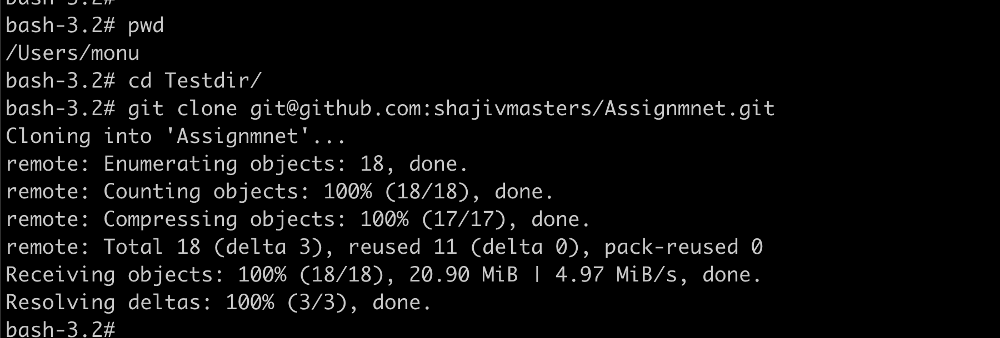 bash-3.2#
bash-3.2# pwd
/Users/monu
bash-3.2# cd Testdir/
bash-3.2# git clone git@github.com:shajivmasters/Assignmnet.git
Cloning into 'Assignmnet'...
remote: Enumerating objects: 18, done.
remote: Counting objects: 100% (18/18), done.
remote: Compressing objects: 100% (17/17), done.
remote: Total 18 (delta 3), reused 11 (delta 0), pack-reused 0
Receiving objects: 100% (18/18), 20.90 MiB | 4.97 MiB/s, done.
Resolving deltas: 100% (3/3), done.
bash-3.2#